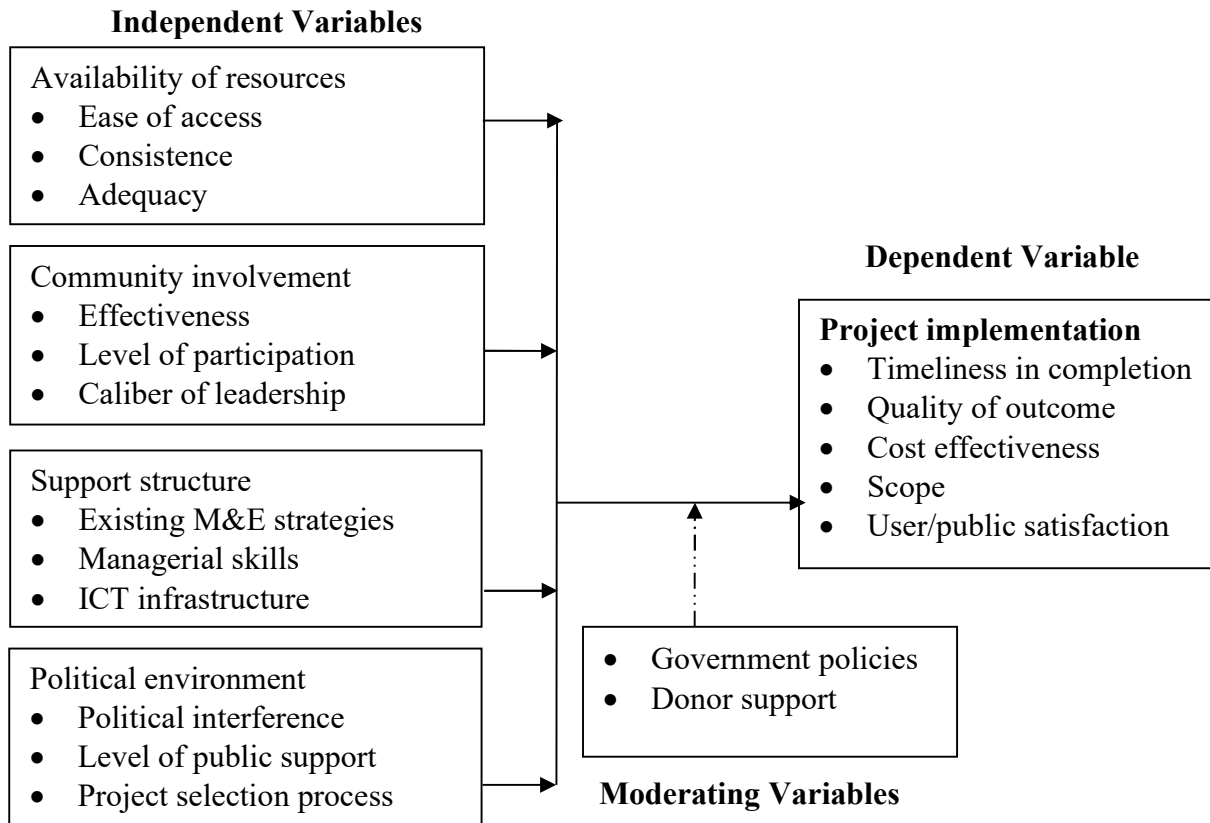 Independent Variables
Availability of resources
• Ease of access
• Consistence
• Adequacy
Community involvement
• Effectiveness
• Level of participation
• Caliber of leadership
Support structure
• Existing M&E strategies
• Managerial skills
• ICT infrastructure
Political environment
• Political interference
• Level of public support
• Project selection process
Dependent Variable
Project implementation
• Timeliness in completion
• Quality of outcome
• Cost effectiveness
• Scope
• User/public satisfaction
• Government policies
• Donor support
Moderating Variables